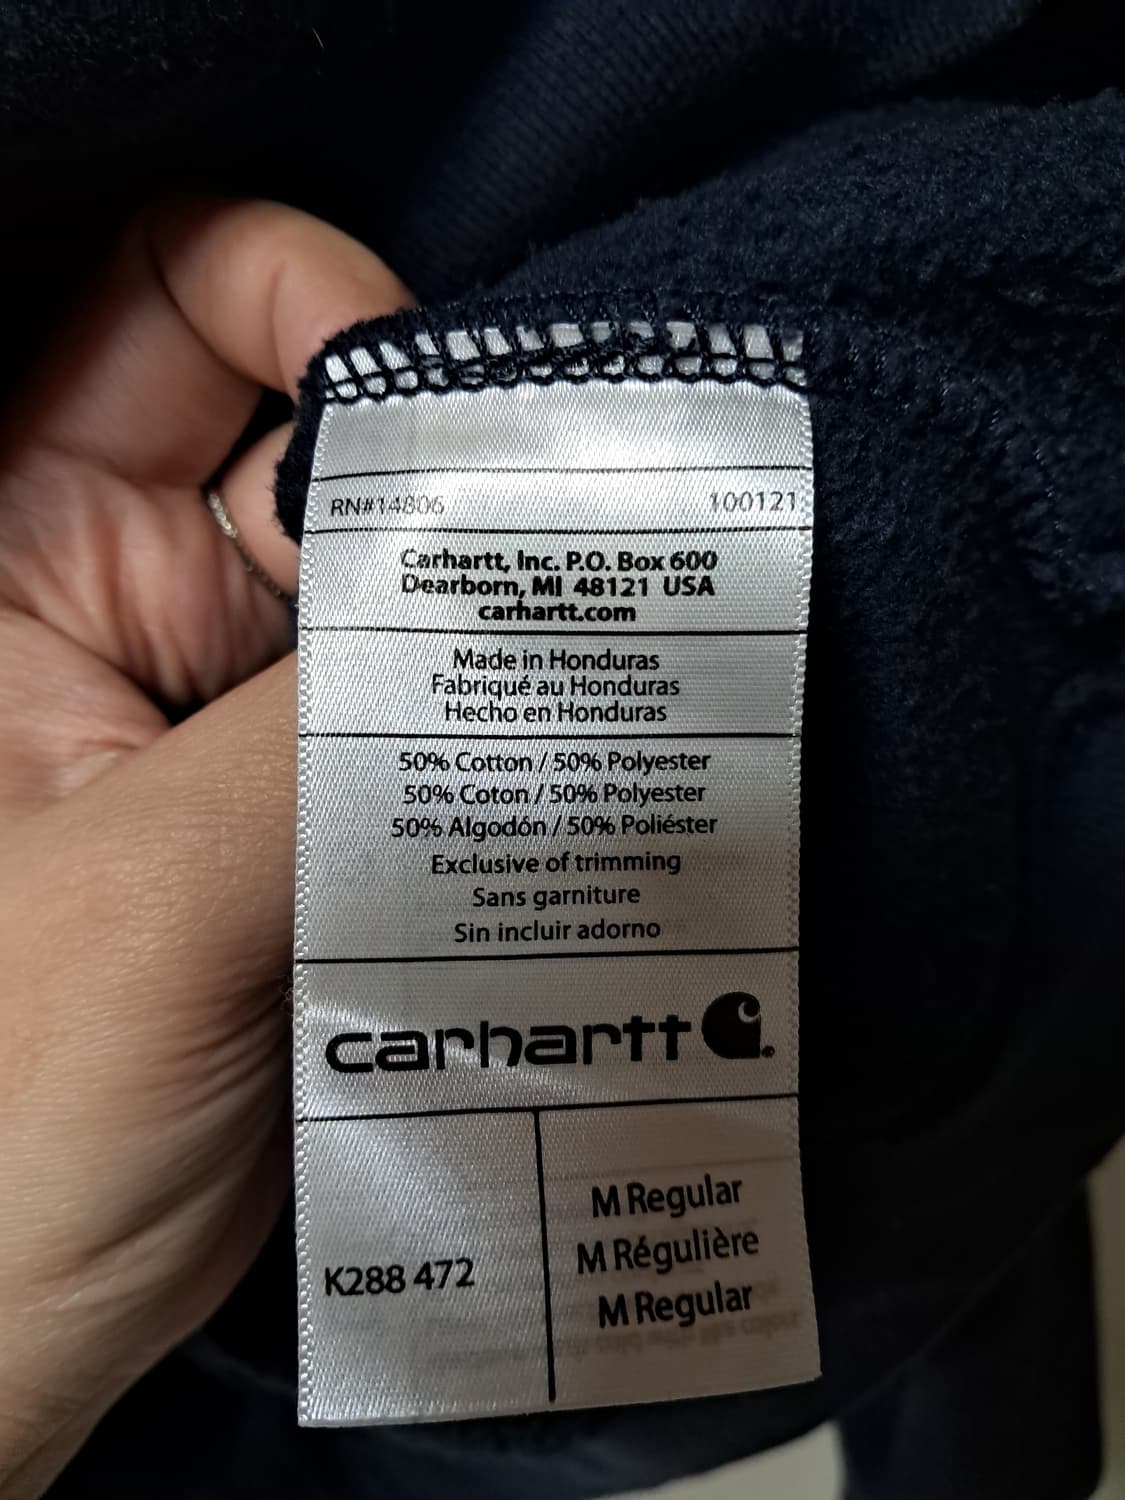 RN#14806 100121
Carhartt, Inc. P.O. Box 600
Dearborn, MI 48121 USA
carhartt.com
Made in Honduras
Fabriqué au Honduras
Hecho en Honduras
50% Cotton / 50% Polyester
50% Coton / 50% Polyester
50% Algodón / 50% Poliéster
Exclusive of trimming
Sans garniture
Sin incluir adorno
carhartt
K288 472
M Regular
M Régulière
M Regular